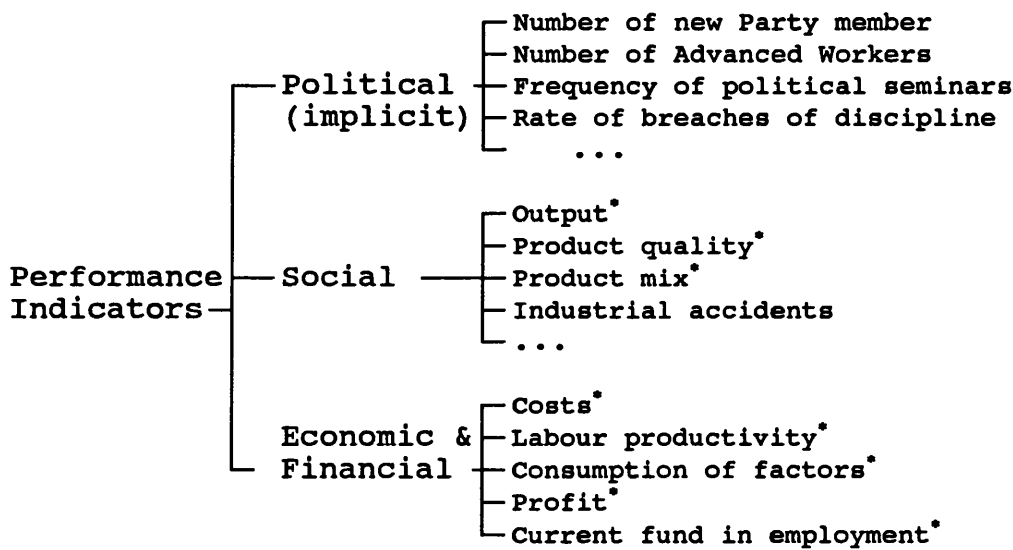 Performance
Indicators
Political
(implicit)
Number of new Party member
Number of Advanced Workers
Frequency of political seminars
Rate of breaches of discipline
...
Social
Output*
Product quality*
Product mix*
Industrial accidents
...
Economic &
Financial
Costs*
Labour productivity*
Consumption of factors*
Profit*
Current fund in employment*